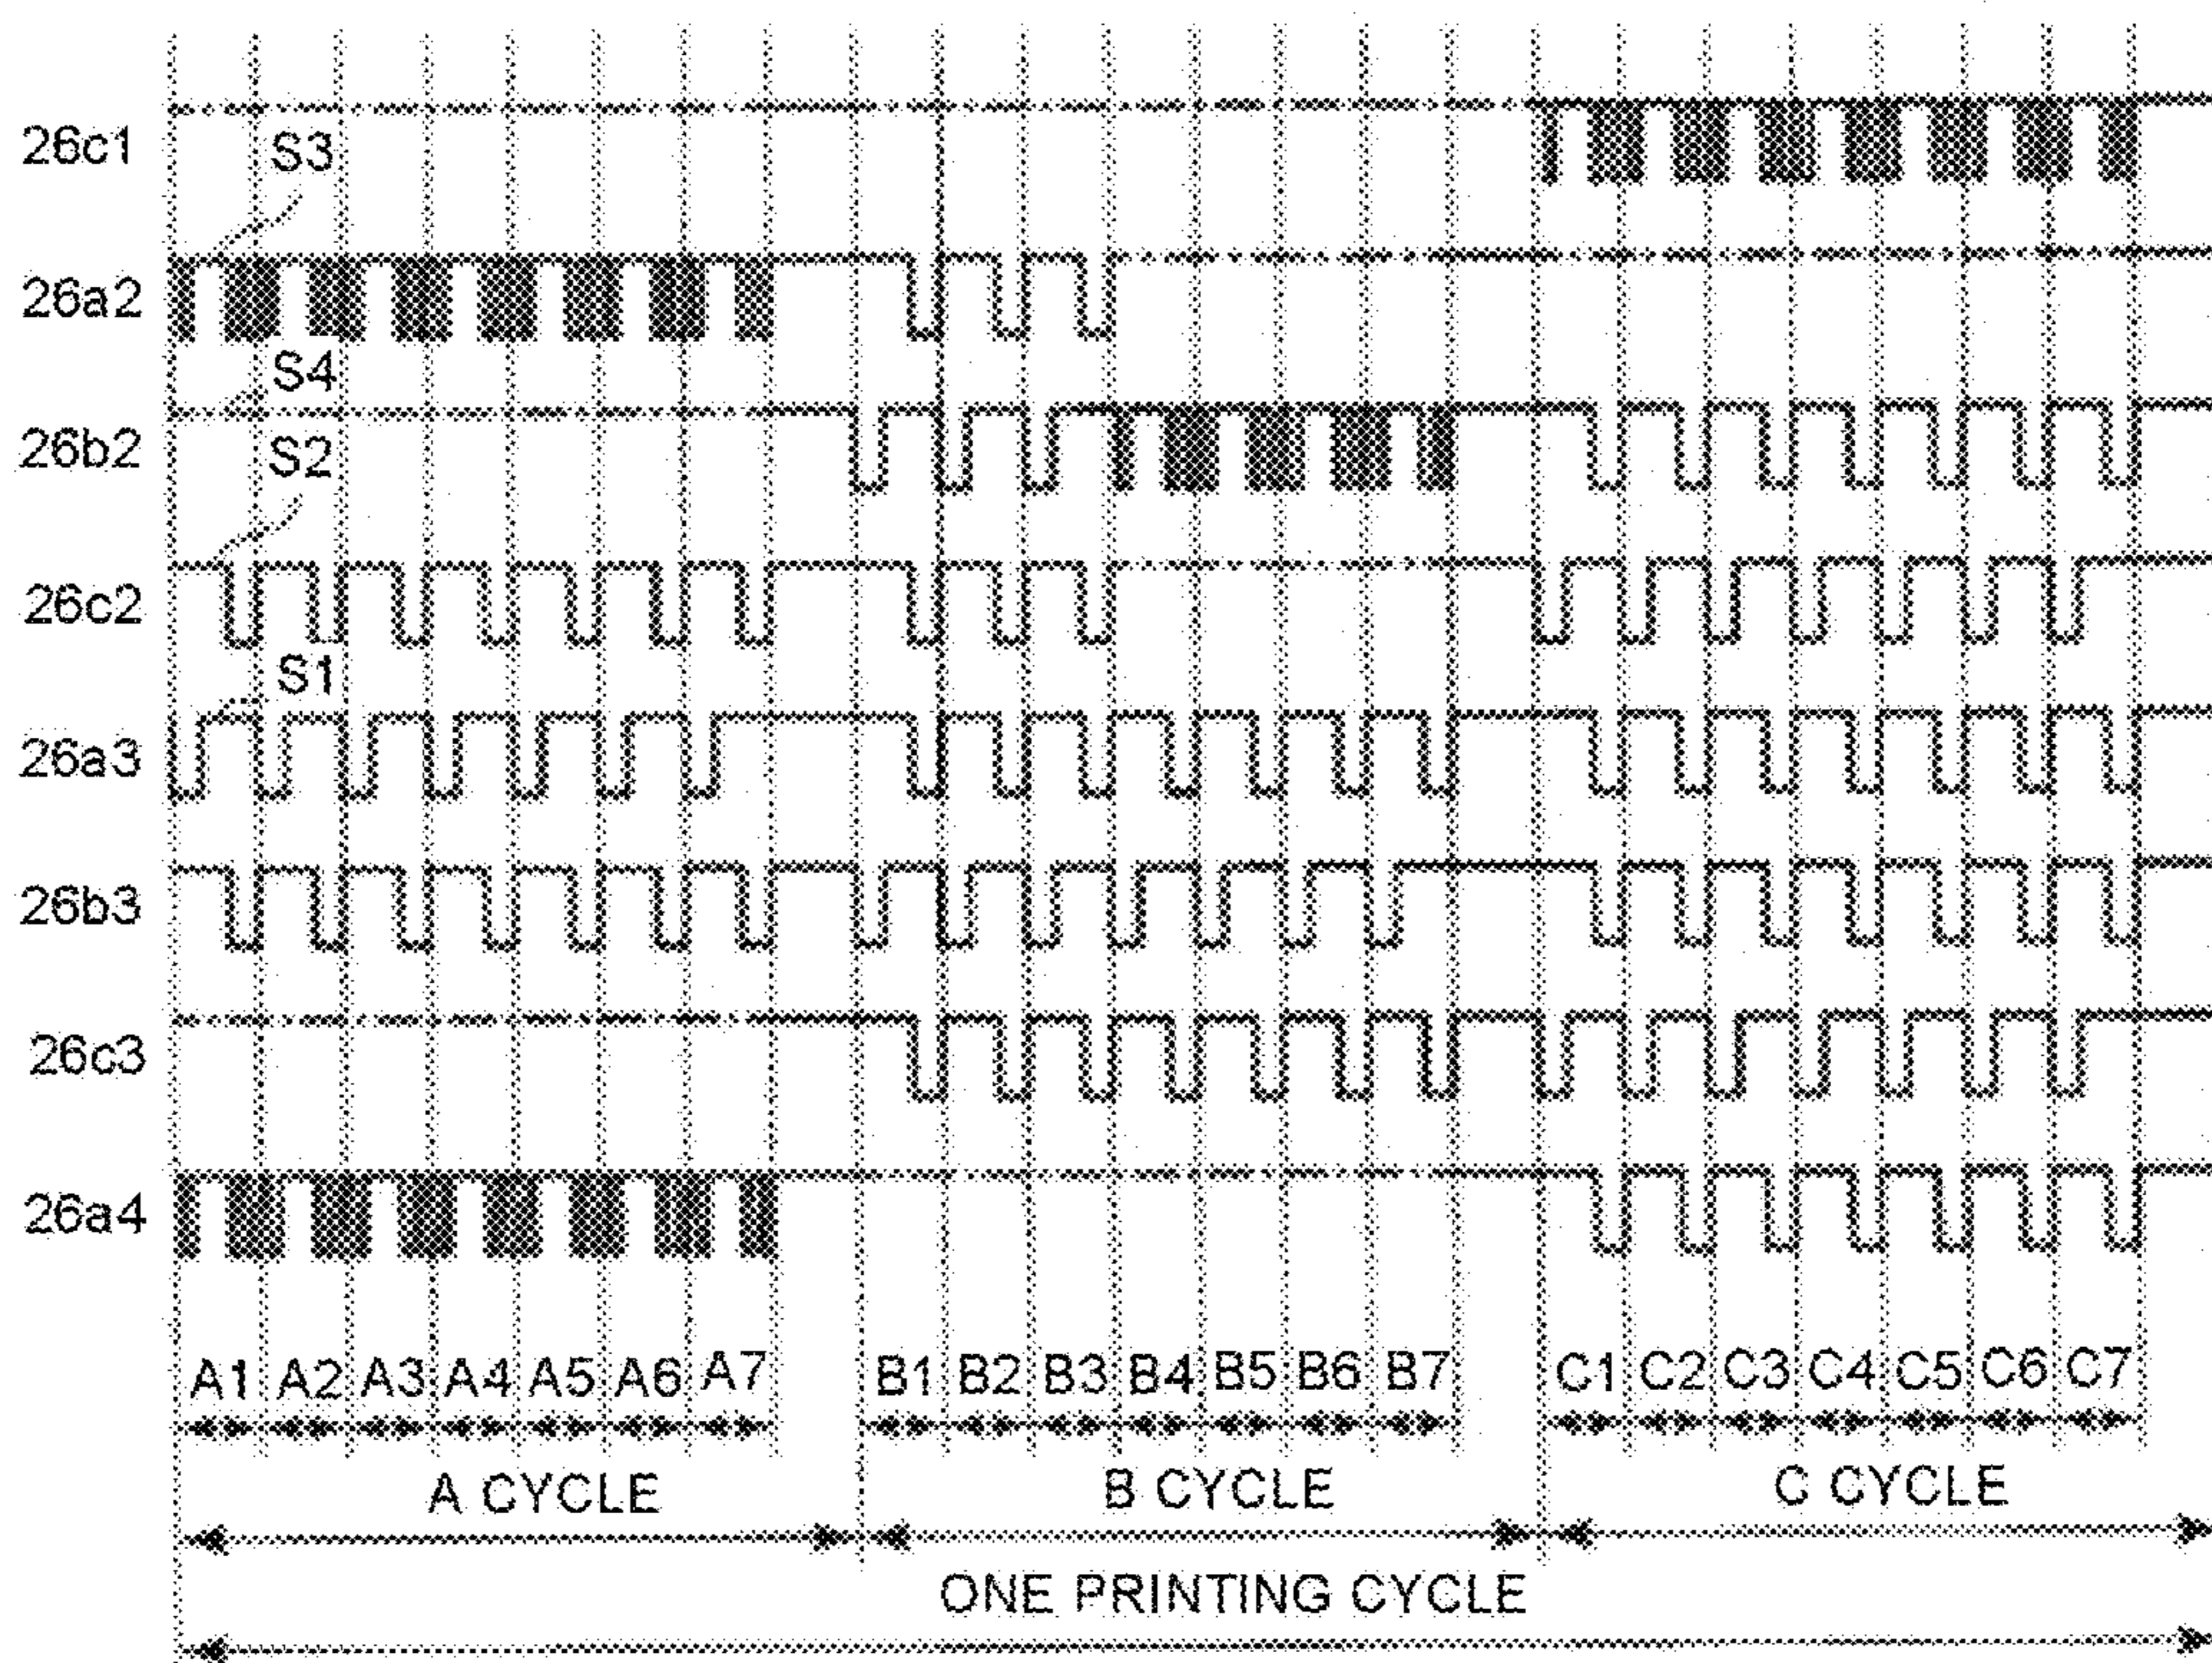 26c1
S3
26a2
S4
26b2
S2
26c2
S1
26a3
26b3
26c3
26a4
A1 A2 A3 A4 A5 A6 A7 B1 B2 B3 B4 B5 B6 B7 C1 C2 C3 C4 C5 C6 C7
A CYCLE B CYCLE C CYCLE
ONE PRINTING CYCLE